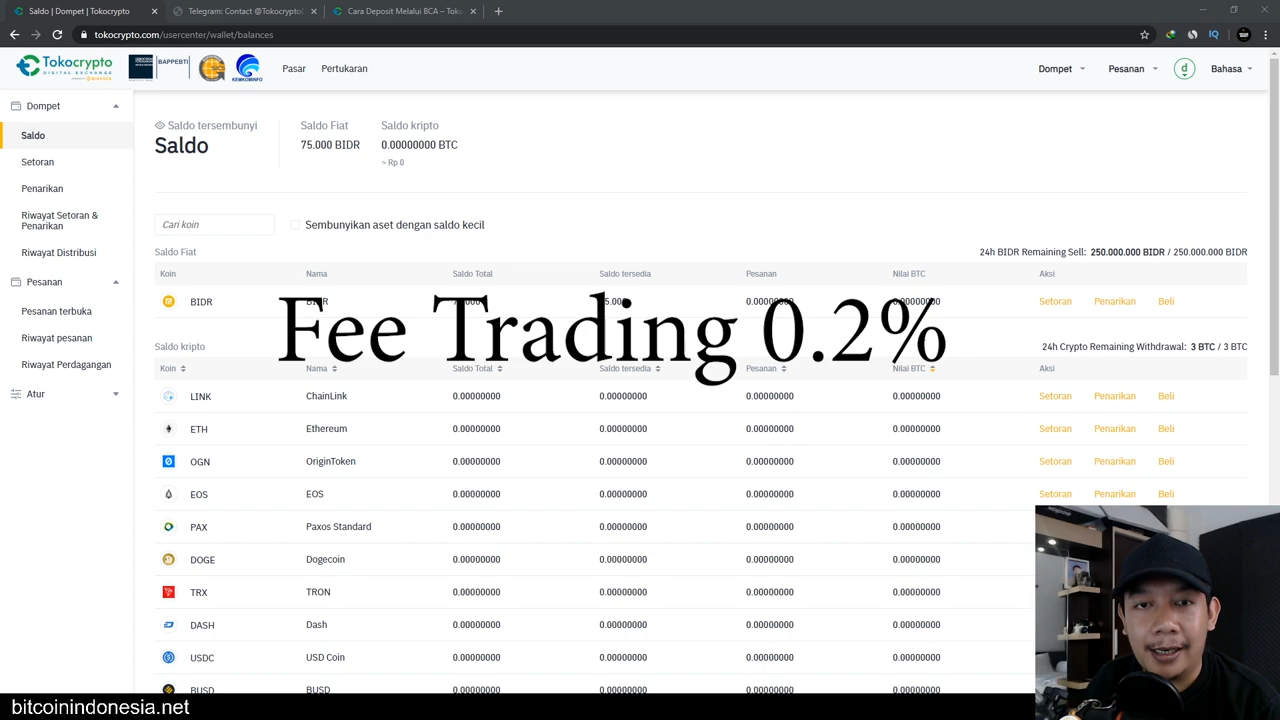 Saldo | Dompet | Tokocrypto
Telegram: Contact @TokocryptoO
Cara Deposit Melalui BCA – Toko
tokocrypto.com/usercenter/wallet/balances
Tokocrypto
DIGITAL EXCHANGE
BAPPEBTI
KEMKOMINFO
Pasar
Pertukaran
Dompet
Pesanan
d
Bahasa
Dompet
Saldo
Setoran
Penarikan
Riwayat Setoran &
Penarikan
Riwayat Distribusi
Pesanan
Pesanan terbuka
Riwayat pesanan
Riwayat Perdagangan
Atur
Saldo tersembunyi
Saldo
Saldo Fiat
75.000 BIDR
Saldo kripto
0.00000000 BTC
~ Rp 0
Cari koin
Sembunyikan aset dengan saldo kecil
Saldo Fiat
24h BIDR Remaining Sell: 250.000.000 BIDR / 250.000.000 BIDR
Koin Nama Saldo Total Saldo tersedia Pesanan Nilai BTC Aksi
BIDR BIDR 0.00000000 0.00000000 Setoran Penarikan Beli
Fee Trading 0.2%
Saldo kripto
24h Crypto Remaining Withdrawal: 3 BTC / 3 BTC
Koin Nama Saldo Total Saldo tersedia Pesanan Nilai BTC Aksi
LINK ChainLink 0.00000000 0.00000000 0.00000000 0.00000000 Setoran Penarikan Beli
ETH Ethereum 0.00000000 0.00000000 0.00000000 0.00000000 Setoran Penarikan Beli
OGN OriginToken 0.00000000 0.00000000 0.00000000 0.00000000 Setoran Penarikan Beli
EOS EOS 0.00000000 0.00000000 0.00000000 0.00000000 Setoran Penarikan Beli
PAX Paxos Standard 0.00000000 0.00000000 0.00000000 0.00000000
DOGE Dogecoin 0.00000000 0.00000000 0.00000000 0.00000000
TRX TRON 0.00000000 0.00000000 0.00000000 0.00000000
DASH Dash 0.00000000 0.00000000 0.00000000 0.00000000
USDC USD Coin 0.00000000 0.00000000 0.00000000 0.00000000
BUSD BUSD 0.00000000 0.00000000 0.00000000 0.00000000
bitcoinindonesia.net